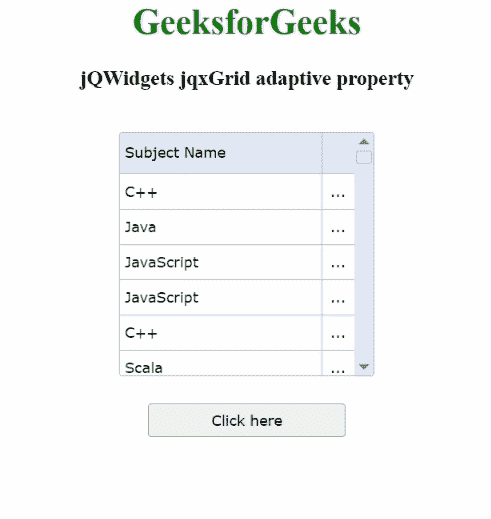 GeeksforGeeks
jQWidgets jqxGrid adaptive property
Subject Name
C++ ...
Java ...
JavaScript ...
JavaScript ...
C++ ...
Scala ...
Click here